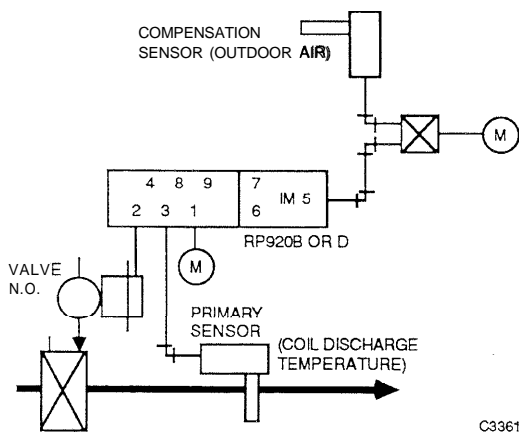 COMPENSATION
SENSOR (OUTDOOR AIR)
M
4 8 9 7
IM 5
2 3 1 6
RP920B OR D
M
VALVE
N.O.
PRIMARY
SENSOR
(COIL DISCHARGE
TEMPERATURE)
C3361